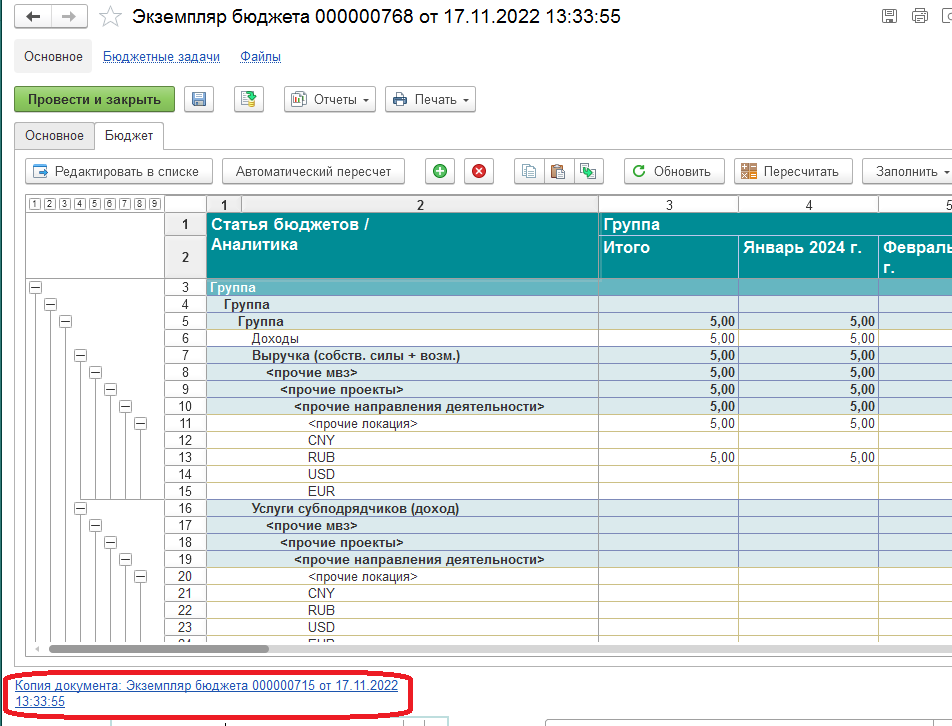 Экземпляр бюджета 000000768 от 17.11.2022 13:33:55
Основное Бюджетные задачи Файлы
Провести и закрыть Отчеты Печать
Основное Бюджет
Редактировать в списке Автоматический пересчет Обновить Пересчитать Заполнить
1 2 3 4 5 6 7 8 9 1 2 3 4 5
1 Статья бюджетов / Группа
2 Аналитика Итого Январь 2024 г. Феврал г.
3 Группа
4 Группа
5 Группа 5,00 5,00
6 Доходы 5,00 5,00
7 Выручка (собств. силы + возм.) 5,00 5,00
8 <прочие мвз> 5,00 5,00
9 <прочие проекты> 5,00 5,00
10 <прочие направления деятельности> 5,00 5,00
11 <прочие локация> 5,00 5,00
12 CNY
13 RUB 5,00 5,00
14 USD
15 EUR
16 Услуги субподрядчиков (доход)
17 <прочие мвз>
18 <прочие проекты>
19 <прочие направления деятельности>
20 <прочие локация>
21 CNY
22 RUB
23 USD
Копия документа: Экземпляр бюджета 000000715 от 17.11.2022
13:33:55